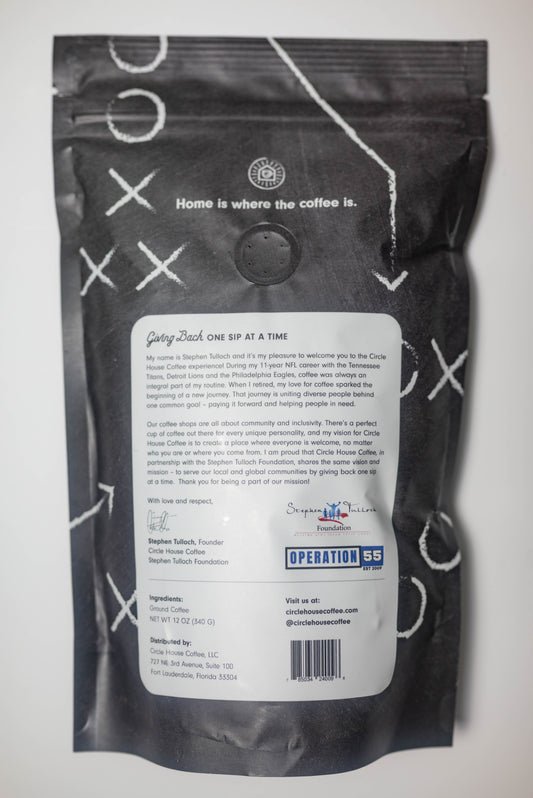 Home is where the coffee is.
Giving Back ONE SIP AT A TIME
My name is Stephen Tulloch and it's my pleasure to welcome you to the Circle
House Coffee experience! During my 11-year NFL career with the Tennessee
Titans, Detroit Lions and the Philadelphia Eagles, coffee was always an
integral part of my routine. When I retired, my love for coffee sparked the
beginning of a new journey. That journey is uniting diverse people behind
one common goal – paying it forward and helping people in need.
Our coffee shops are all about community and inclusivity. There's a perfect
cup of coffee out there for every unique personality, and my vision for Circle
House Coffee is to create a place where everyone is welcome, no matter
who you are or where you come from. I am proud that Circle House Coffee, in
partnership with the Stephen Tulloch Foundation, shares the same vision and
mission – to serve our local and global communities by giving back one sip
at a time. Thank you for being a part of our mission!
With love and respect,
Stephen Tulloch, Founder
Circle House Coffee
Stephen Tulloch Foundation
Stephen Tulloch
Foundation
OPERATION 55
EST 2009
Ingredients:
Ground Coffee
NET WT 12 OZ (340 G)
Distributed by:
Circle House Coffee, LLC
727 NE 3rd Avenue, Suite 100
Fort Lauderdale, Florida 33304
Visit us at:
circlehousecoffee.com
@circlehousecoffee
85034 24009